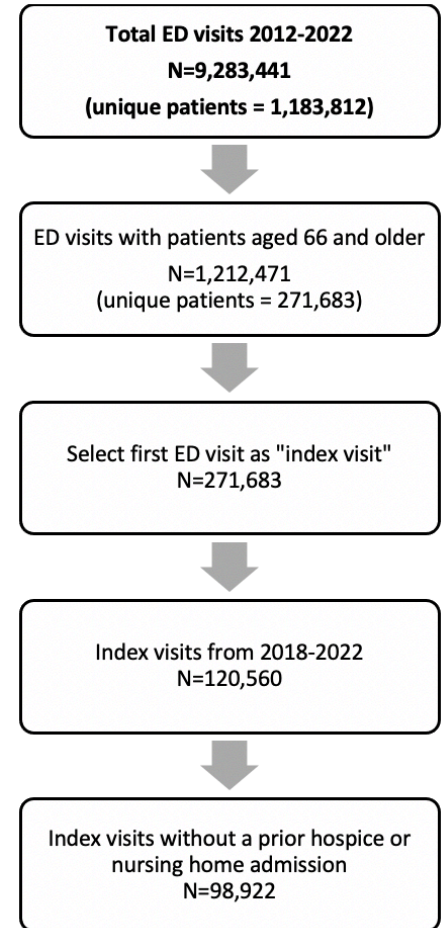 Total ED visits 2012-2022
N=9,283,441
(unique patients = 1,183,812)
ED visits with patients aged 66 and older
N=1,212,471
(unique patients = 271,683)
Select first ED visit as "index visit"
N=271,683
Index visits from 2018-2022
N=120,560
Index visits without a prior hospice or
nursing home admission
N=98,922